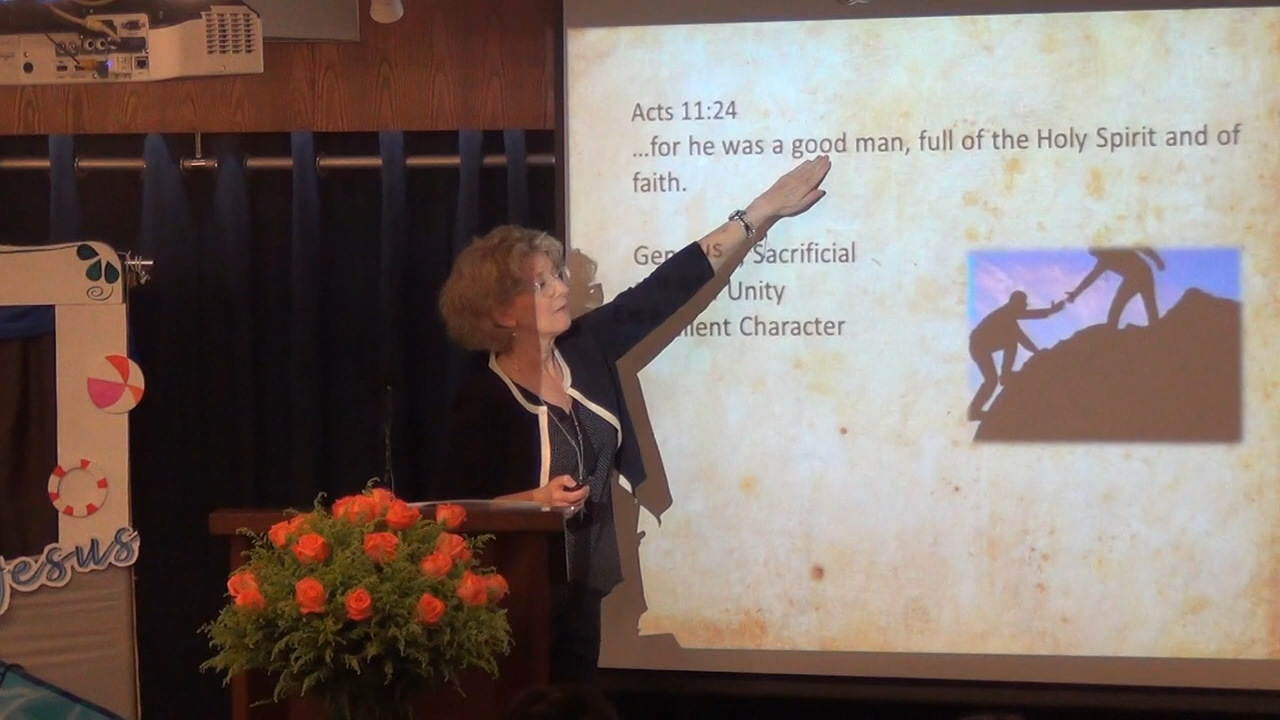 Acts 11:24
...for he was a good man, full of the Holy Spirit and of
faith.
Sacrificial
Unity
Character
Jesus